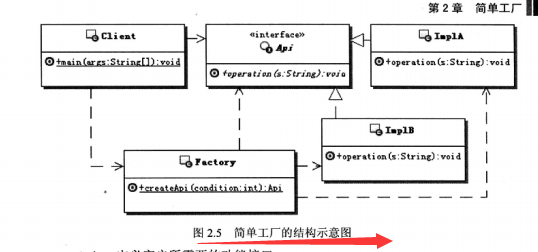 第 2 章 简单工厂
Client
+main(args:String[]):void
«interface»
Api
+operation(s:String):void
ImplA
+operation(s:String):void
ImplB
+operation(s:String):void
Factory
+createApi(condition:int):Api
图 2.5 简单工厂的结构示意图